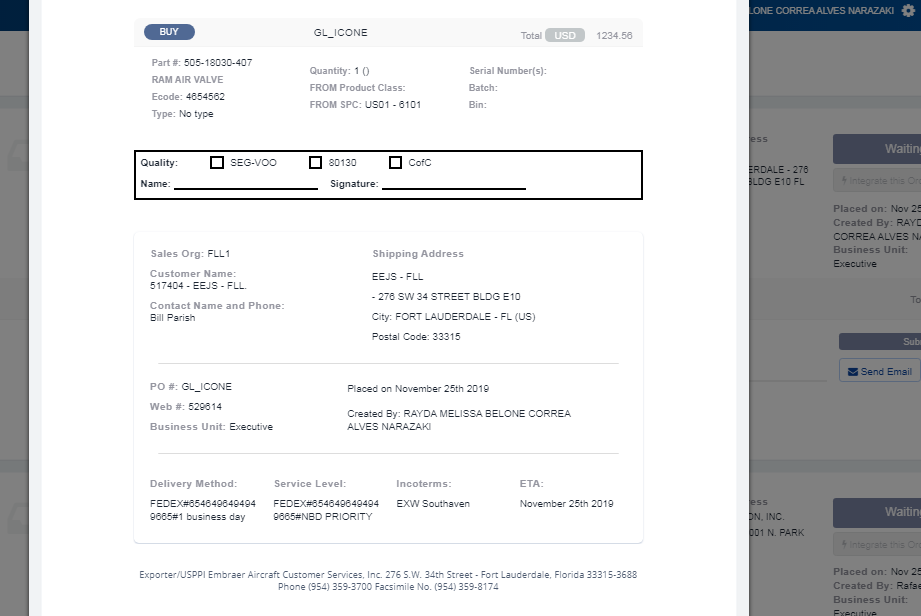 BELONE CORREA ALVES NARAZAKI
BUY GL_ICONE Total USD 1234.56
Part #: 505-18030-407
RAM AIR VALVE
Ecode: 4654562
Type: No type
Quantity: 1 ()
FROM Product Class:
FROM SPC: US01 - 6101
Serial Number(s):
Batch:
Bin:
Quality: SEG-VOO 80130 CofC
Name: Signature:
Sales Org: FLL1
Customer Name:
517404 - EEJS - FLL.
Contact Name and Phone:
Bill Parish
Shipping Address
EEJS - FLL
- 276 SW 34 STREET BLDG E10
City: FORT LAUDERDALE - FL (US)
Postal Code: 33315
PO #: GL_ICONE
Web #: 529614
Business Unit: Executive
Placed on November 25th 2019
Created By: RAYDA MELISSA BELONE CORREA
ALVES NARAZAKI
Delivery Method:
FEDEX#654649649494
9665#1 business day
Service Level:
FEDEX#654649649494
9665#NBD PRIORITY
Incoterms:
EXW Southaven
ETA:
November 25th 2019
Exporter/USPPI Embraer Aircraft Customer Services, Inc. 276 S.W. 34th Street - Fort Lauderdale, Florida 33315-3688
Phone (954) 359-3700 Facsimile No. (954) 359-8174
ess
ERDALE - 276
BLDG E10 FL
Waitin
Integrate this Or
Placed on: Nov 25
Created By: RAYD
CORREA ALVES NA
Business Unit:
Executive
To
Sub
Send Email
ess
ON, INC.
001 N. PARK
Waitin
Integrate this Or
Placed on: Nov 25
Created By: Rafae
Business Unit:
Executive